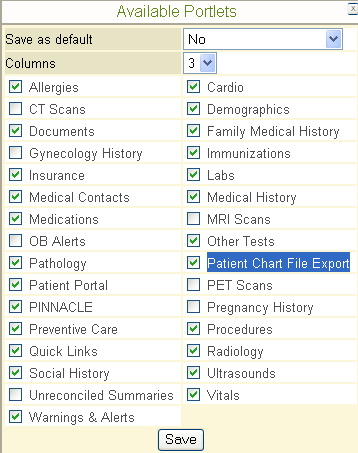 Available Portlets
Save as default No
Columns 3
Allergies Cardio
CT Scans Demographics
Documents Family Medical History
Gynecology History Immunizations
Insurance Labs
Medical Contacts Medical History
Medications MRI Scans
OB Alerts Other Tests
Pathology Patient Chart File Export
Patient Portal PET Scans
PINNACLE Pregnancy History
Preventive Care Procedures
Quick Links Radiology
Social History Ultrasounds
Unreconciled Summaries Vitals
Warnings & Alerts
Save